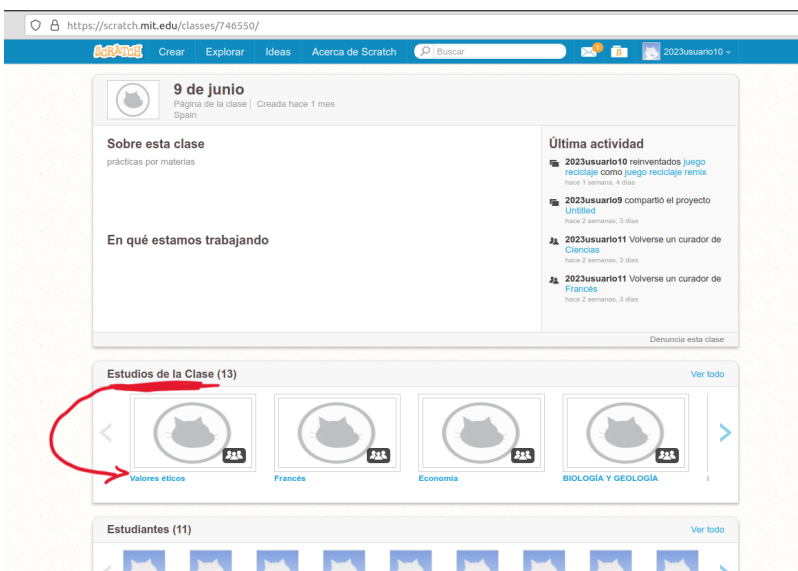 https://scratch.mit.edu/classes/746550/
SCRATCH Crear Explorar Ideas Acerca de Scratch Buscar 1 2023usuario10
9 de junio
Página de la clase | Creada hace 1 mes
Spain
Sobre esta clase
prácticas por materias
En qué estamos trabajando
Última actividad
2023usuario10 reinventados juego
reciclaje como juego reciclaje remix
hace 1 semana, 4 días
2023usuario9 compartió el proyecto
Untitled
hace 2 semanas, 3 días
2023usuario11 Volverse un curador de
Ciencias
hace 2 semanas, 3 días
2023usuario11 Volverse un curador de
Francés
hace 2 semanas, 3 días
Denuncia esta clase
Estudios de la Clase (13) Ver todo
Valores éticos Francés Economía BIOLOGÍA Y GEOLOGÍA
Estudiantes (11) Ver todo